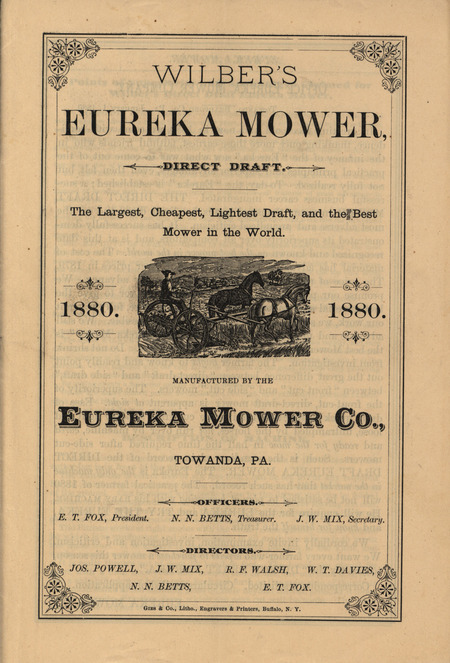 WILBER'S
EUREKA MOWER,
DIRECT DRAFT.
The Largest, Cheapest, Lightest Draft, and the Best
Mower in the World.
1880. 1880.
MANUFACTURED BY THE
EUREKA MOWER CO.,
TOWANDA, PA.
OFFICERS.
E. T. FOX, President. N. N. BETTS, Treasurer. J. W. MIX, Secretary.
DIRECTORS.
JOS. POWELL, J. W. MIX, R. F. WALSH, W. T. DAVIES,
N. N. BETTS, E. T. FOX.
Gies & Co., Litho., Engravers & Printers, Buffalo, N. Y.